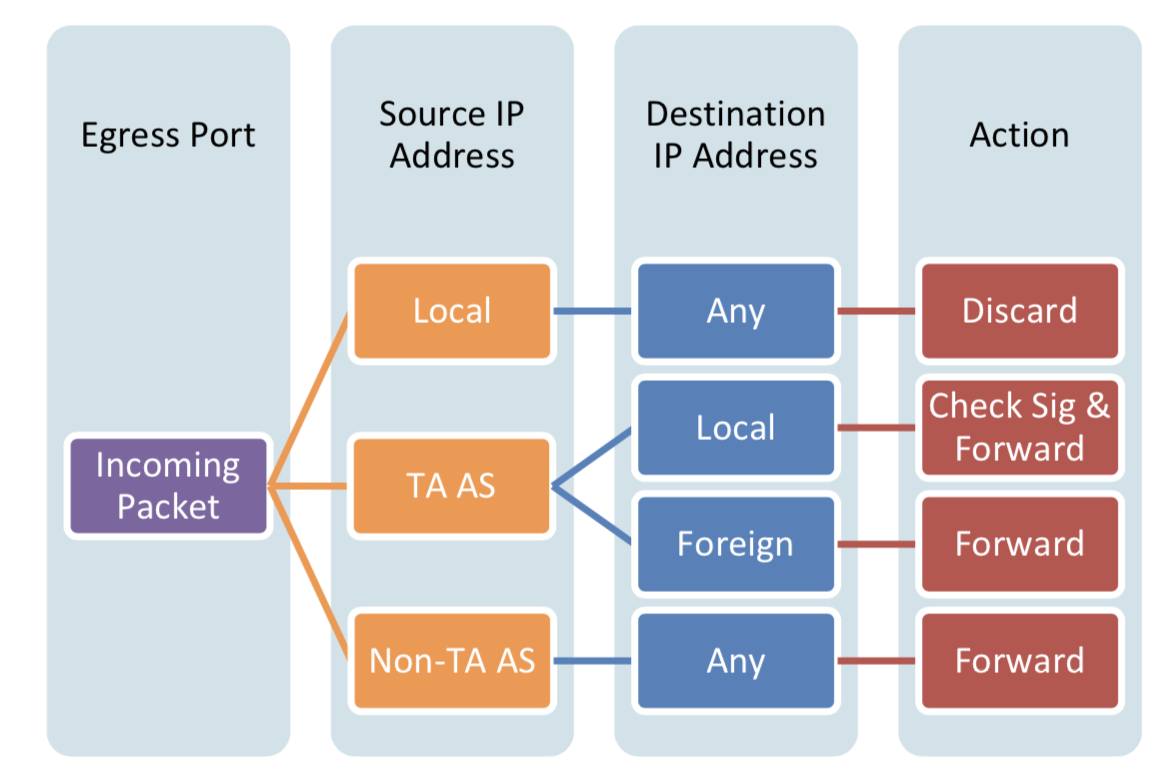 Egress Port
Source IP
Address
Destination
IP Address
Action
Incoming
Packet
Local
Any
Discard
TA AS
Local
Check Sig &
Forward
Foreign
Forward
Non-TA AS
Any
Forward